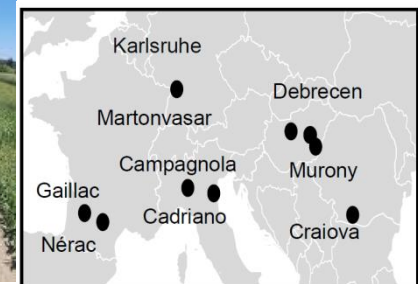 Karlsruhe
Debrecen
Martonvasar
Campagnola
Murony
Gaillac
Cadriano
Craiova
Nérac